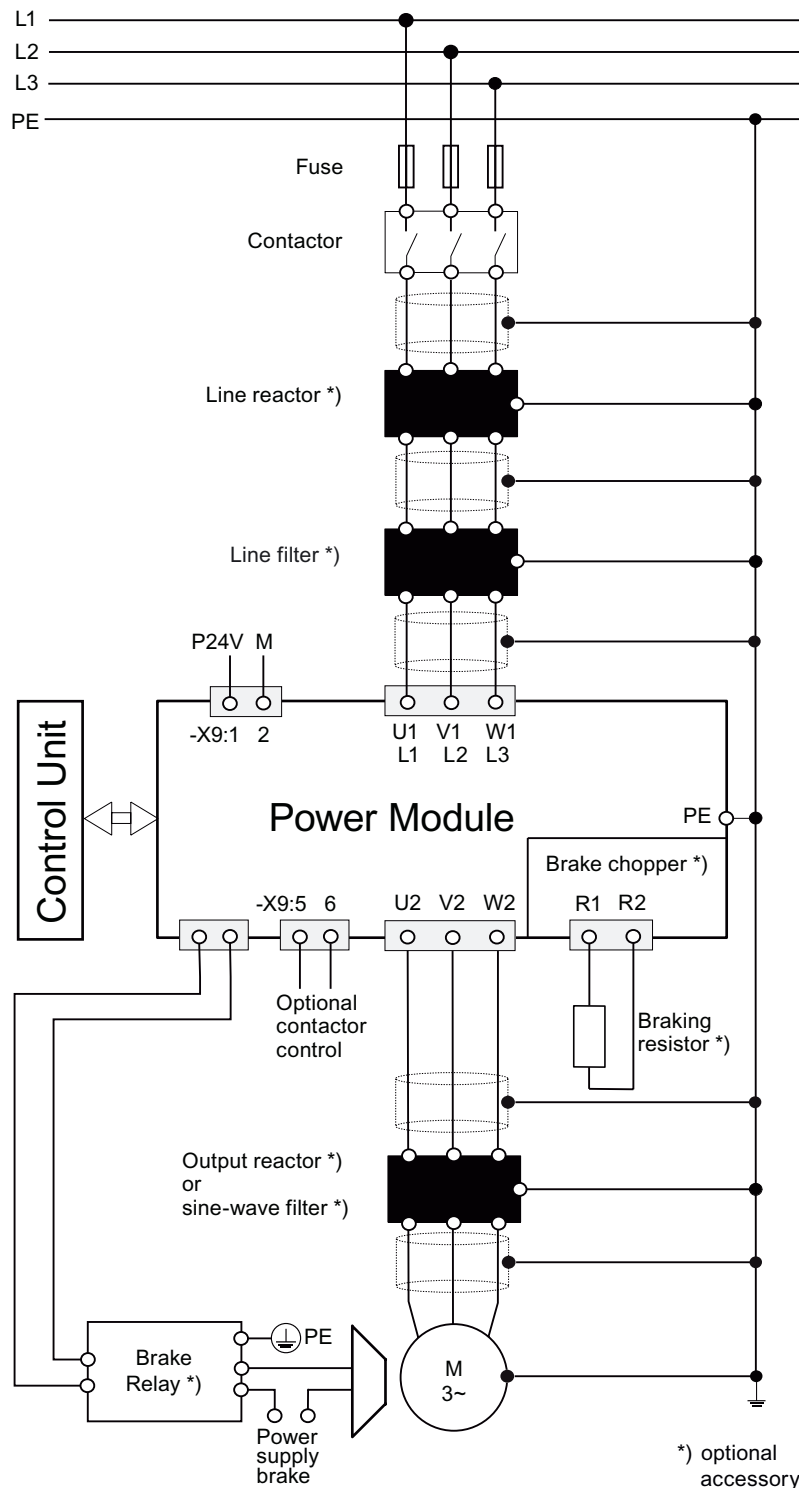 L1
L2
L3
PE
Fuse
Contactor
Line reactor *)
Line filter *)
P24V M
-X9:1 2
U1 V1 W1
L1 L2 L3
Control Unit
Power Module
PE
Brake chopper *)
-X9:5 6
U2 V2 W2
R1 R2
Optional
contactor
control
Braking
resistor *)
Output reactor *)
or
sine-wave filter *)
Brake
Relay *)
PE
M
3~
Power
supply
brake
*) optional
accessory